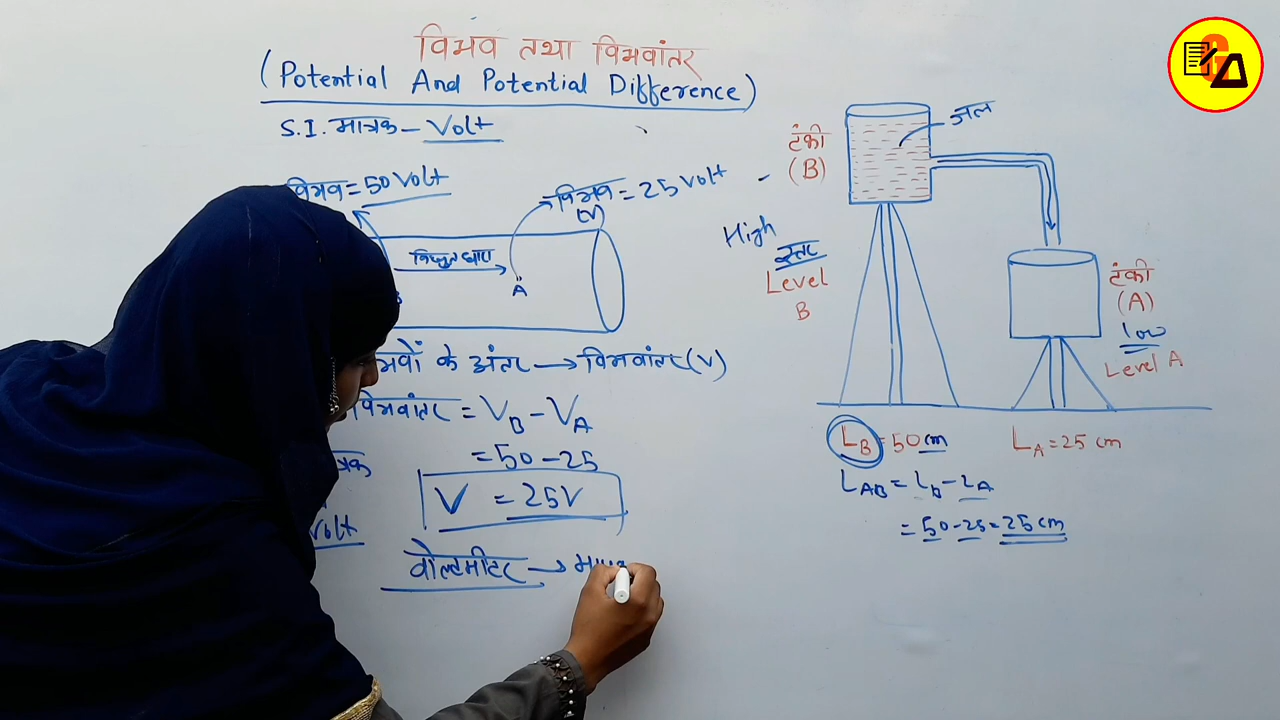 विभव तथा विभवांतर
(Potential And Potential Difference)
S.I. मात्रक – Volt
विभव = 50 Volt
विभव = 25 Volt
(V)
विद्युत धारा
A
के अंतर → विभवांतर (V)
विभवांतर = V_B – V_A
= 50 – 25
V = 25V
Volt
वोल्टमीटर →
जल
टंकी
(B)
High
स्तर
Level
B
टंकी
(A)
low
Level A
L_B = 50 cm
L_A = 25 cm
L_AB = L_b – L_A
= 50 – 25 = 25 cm